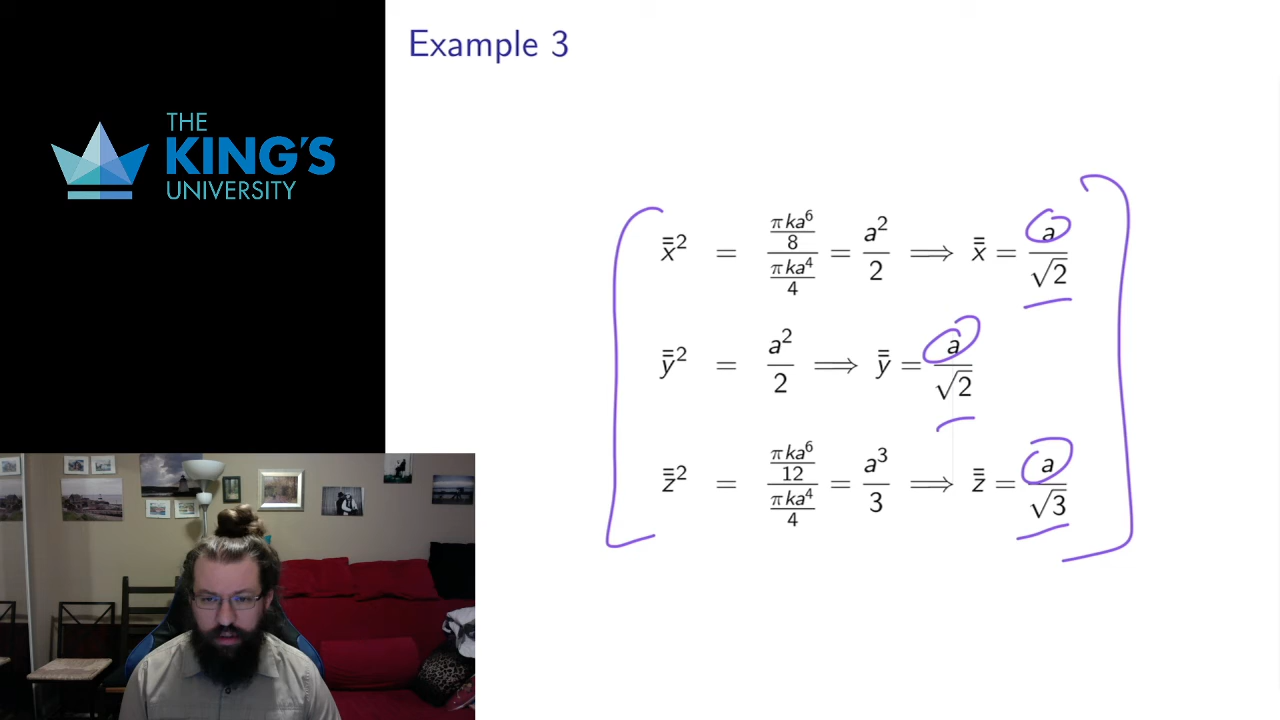 Example 3
THE
KING'S
UNIVERSITY
x̿² = (πka⁶/8)/(πka⁴/4) = a²/2 ⟹ x̿ = a/√2
y̿² = a²/2 ⟹ y̿ = a/√2
z̿² = (πka⁶/12)/(πka⁴/4) = a³/3 ⟹ z̿ = a/√3